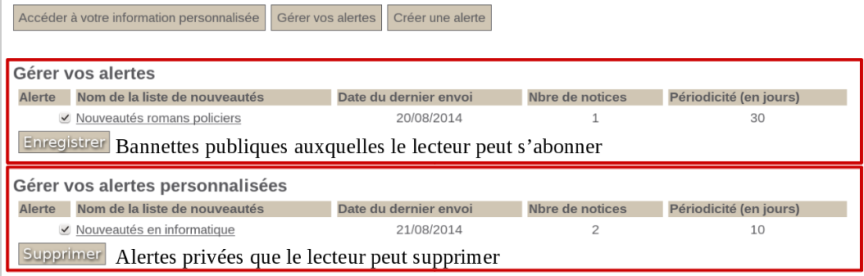 Accéder à votre information personnalisée Gérer vos alertes Créer une alerte
Gérer vos alertes
Alerte Nom de la liste de nouveautés Date du dernier envoi Nbre de notices Périodicité (en jours)
Nouveautés romans policiers 20/08/2014 1 30
Enregistrer Bannettes publiques auxquelles le lecteur peut s’abonner
Gérer vos alertes personnalisées
Alerte Nom de la liste de nouveautés Date du dernier envoi Nbre de notices Périodicité (en jours)
Nouveautés en informatique 21/08/2014 2 10
Supprimer Alertes privées que le lecteur peut supprimer